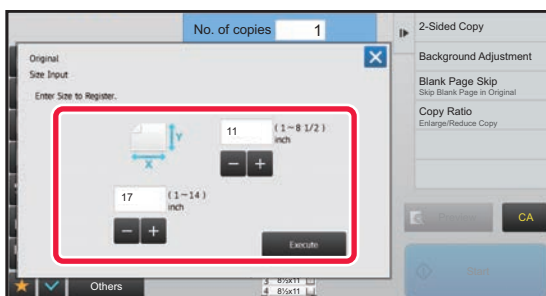 No. of copies 1
2-Sided Copy
Original
Background Adjustment
Size Input
Enter Size to Register.
Blank Page Skip
Skip Blank Page in Original
Copy Ratio
Enlarge/Reduce Copy
Y
X
11 (1~8 1/2) inch
17 (1~14) inch
Execute
CA
Start
Others
8½x11
4 8½x11